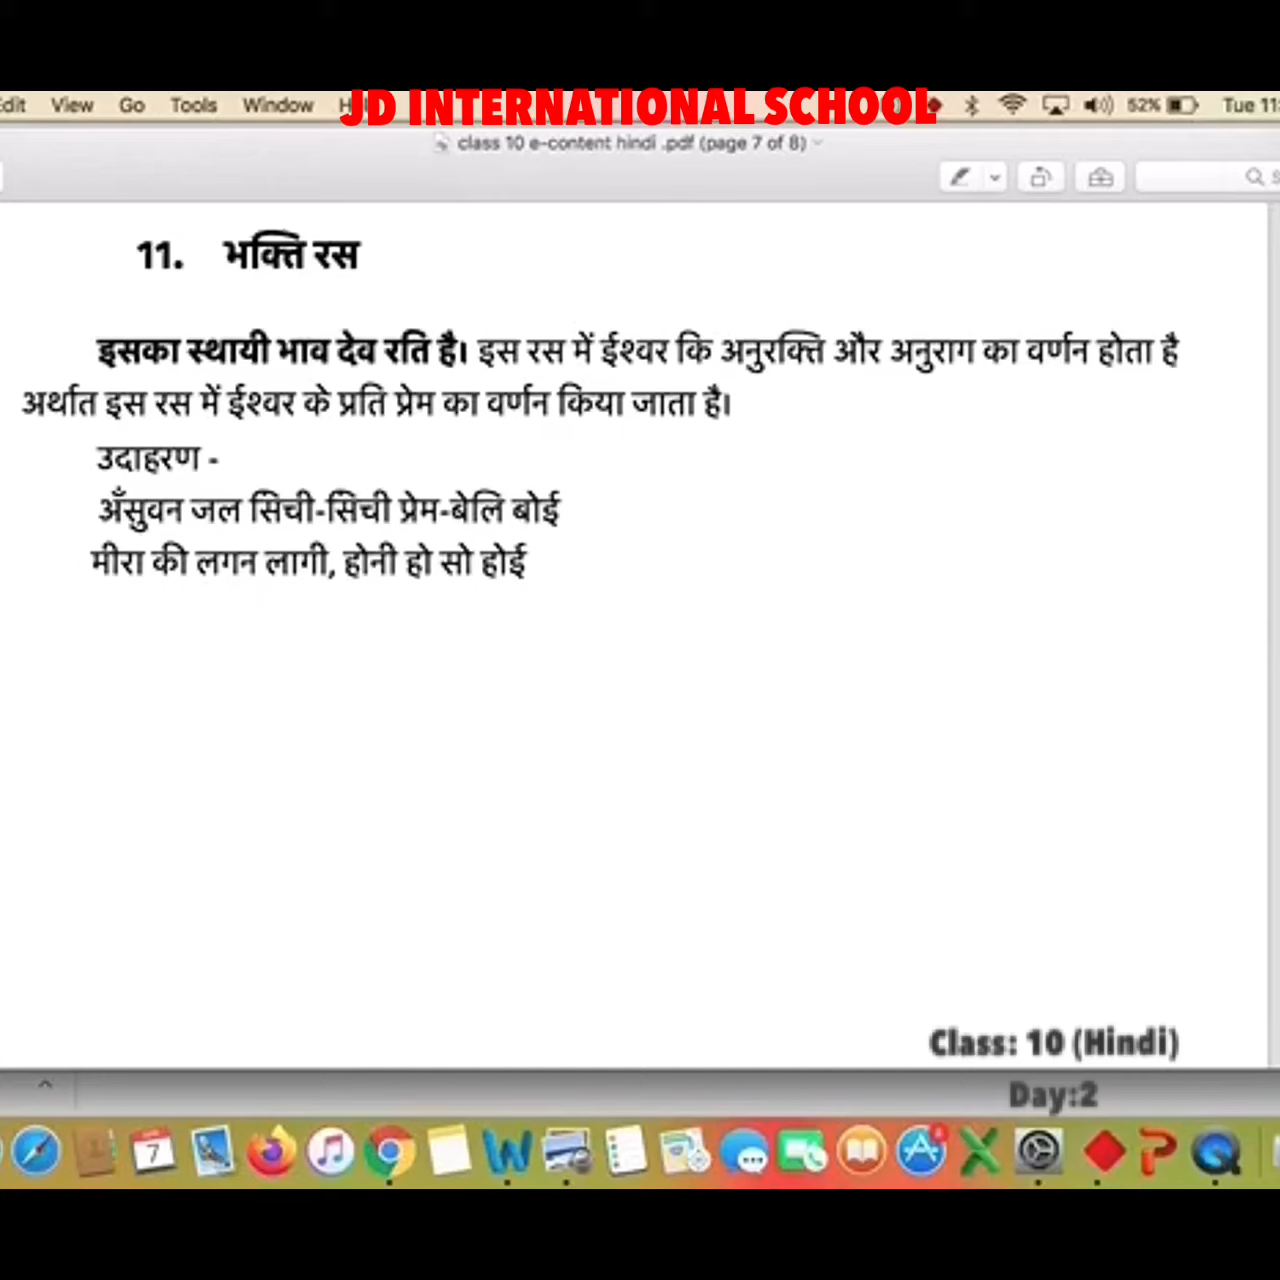 JD INTERNATIONAL SCHOOL
Edit View Go Tools Window 52% Tue 11:
class 10 e-content hindi .pdf (page 7 of 8)
11. भक्ति रस
इसका स्थायी भाव देव रति है। इस रस में ईश्वर कि अनुरक्ति और अनुराग का वर्णन होता है
अर्थात इस रस में ईश्वर के प्रति प्रेम का वर्णन किया जाता है।
उदाहरण -
अँसुवन जल सिची-सिची प्रेम-बेलि बोई
मीरा की लगन लागी, होनी हो सो होई
Class: 10 (Hindi)
Day:2
7